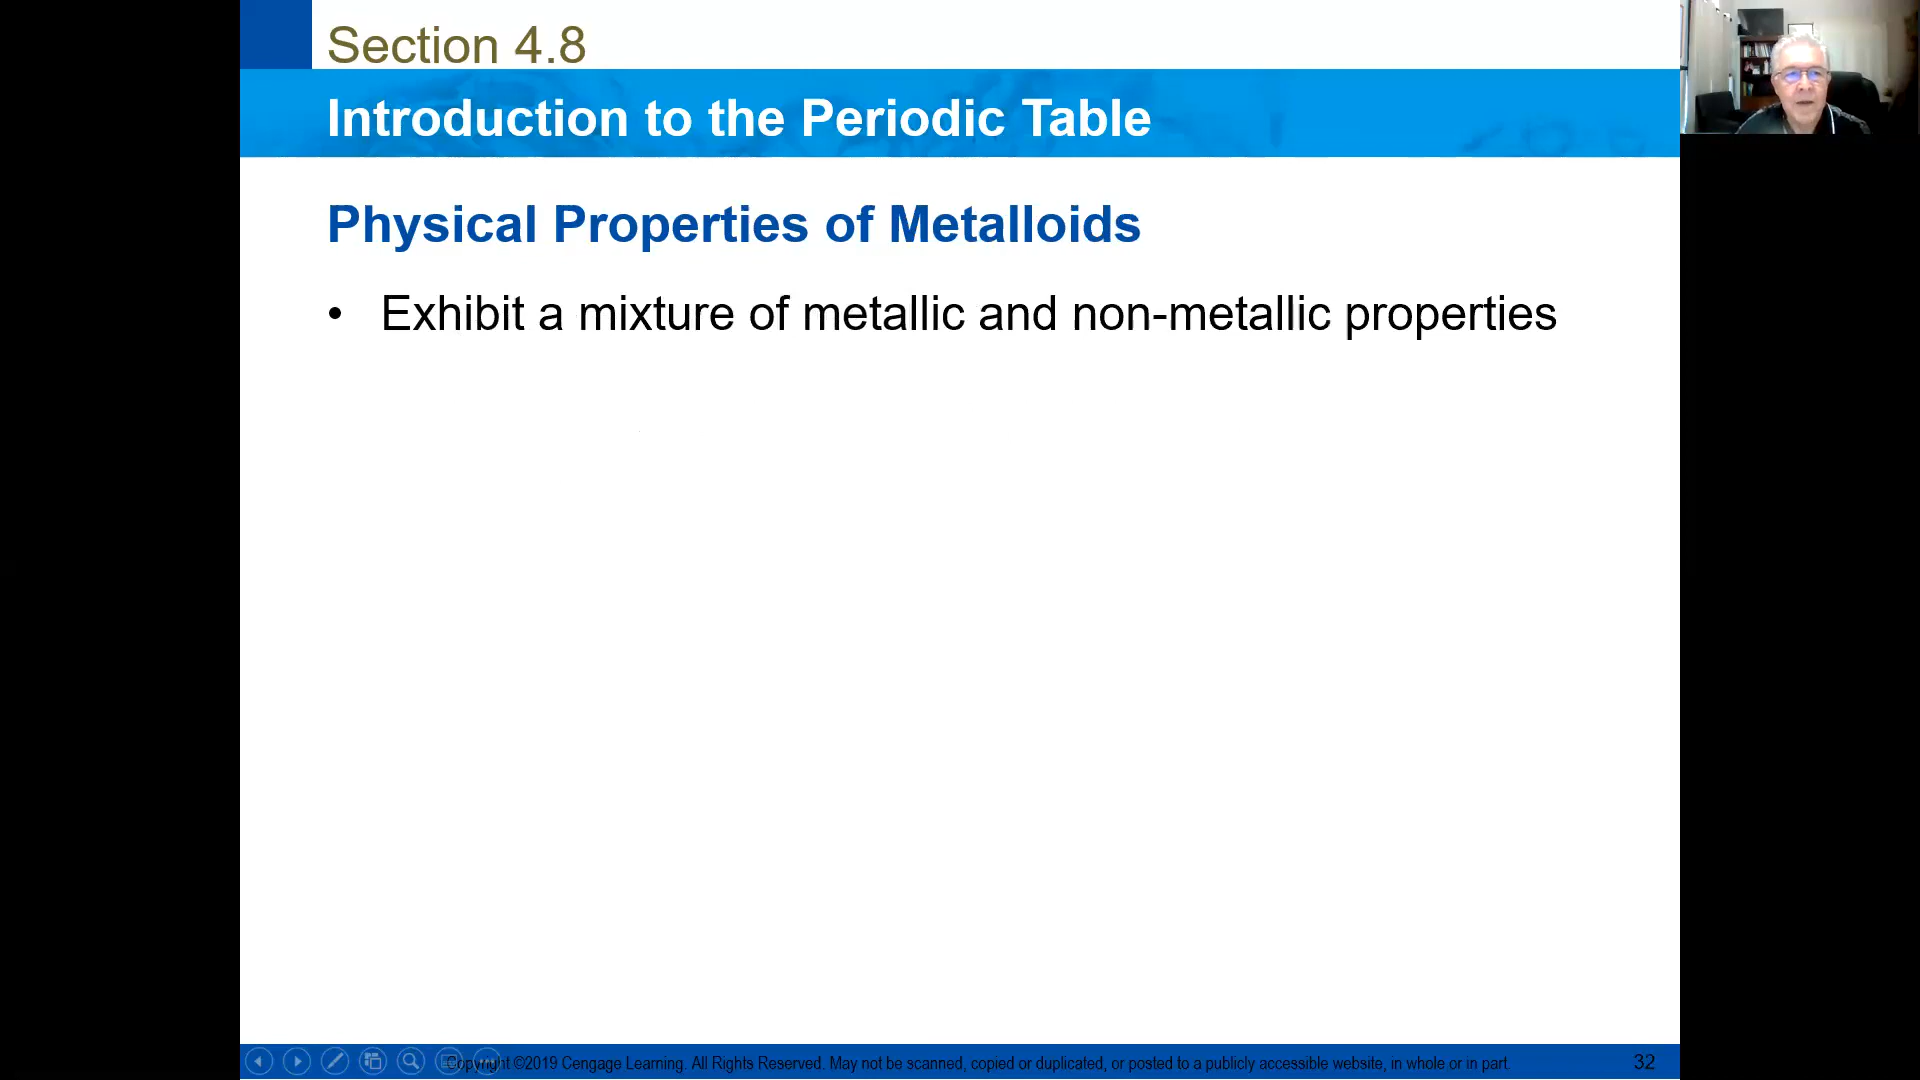 Section 4.8
Introduction to the Periodic Table
Physical Properties of Metalloids
• Exhibit a mixture of metallic and non-metallic properties
Copyright ©2019 Cengage Learning. All Rights Reserved. May not be scanned, copied or duplicated, or posted to a publicly accessible website, in whole or in part.
32